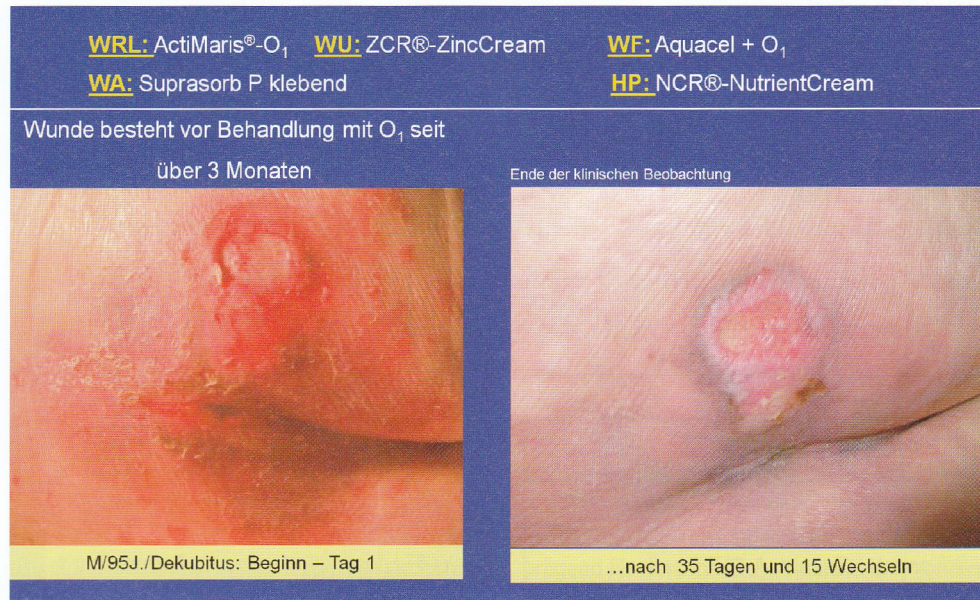 WRL: ActiMaris®-O₁ WU: ZCR®-ZincCream WF: Aquacel + O₁
WA: Suprasorb P klebend HP: NCR®-NutrientCream
Wunde besteht vor Behandlung mit O₁ seit
über 3 Monaten
Ende der klinischen Beobachtung
M/95J./Dekubitus: Beginn – Tag 1
...nach 35 Tagen und 15 Wechseln